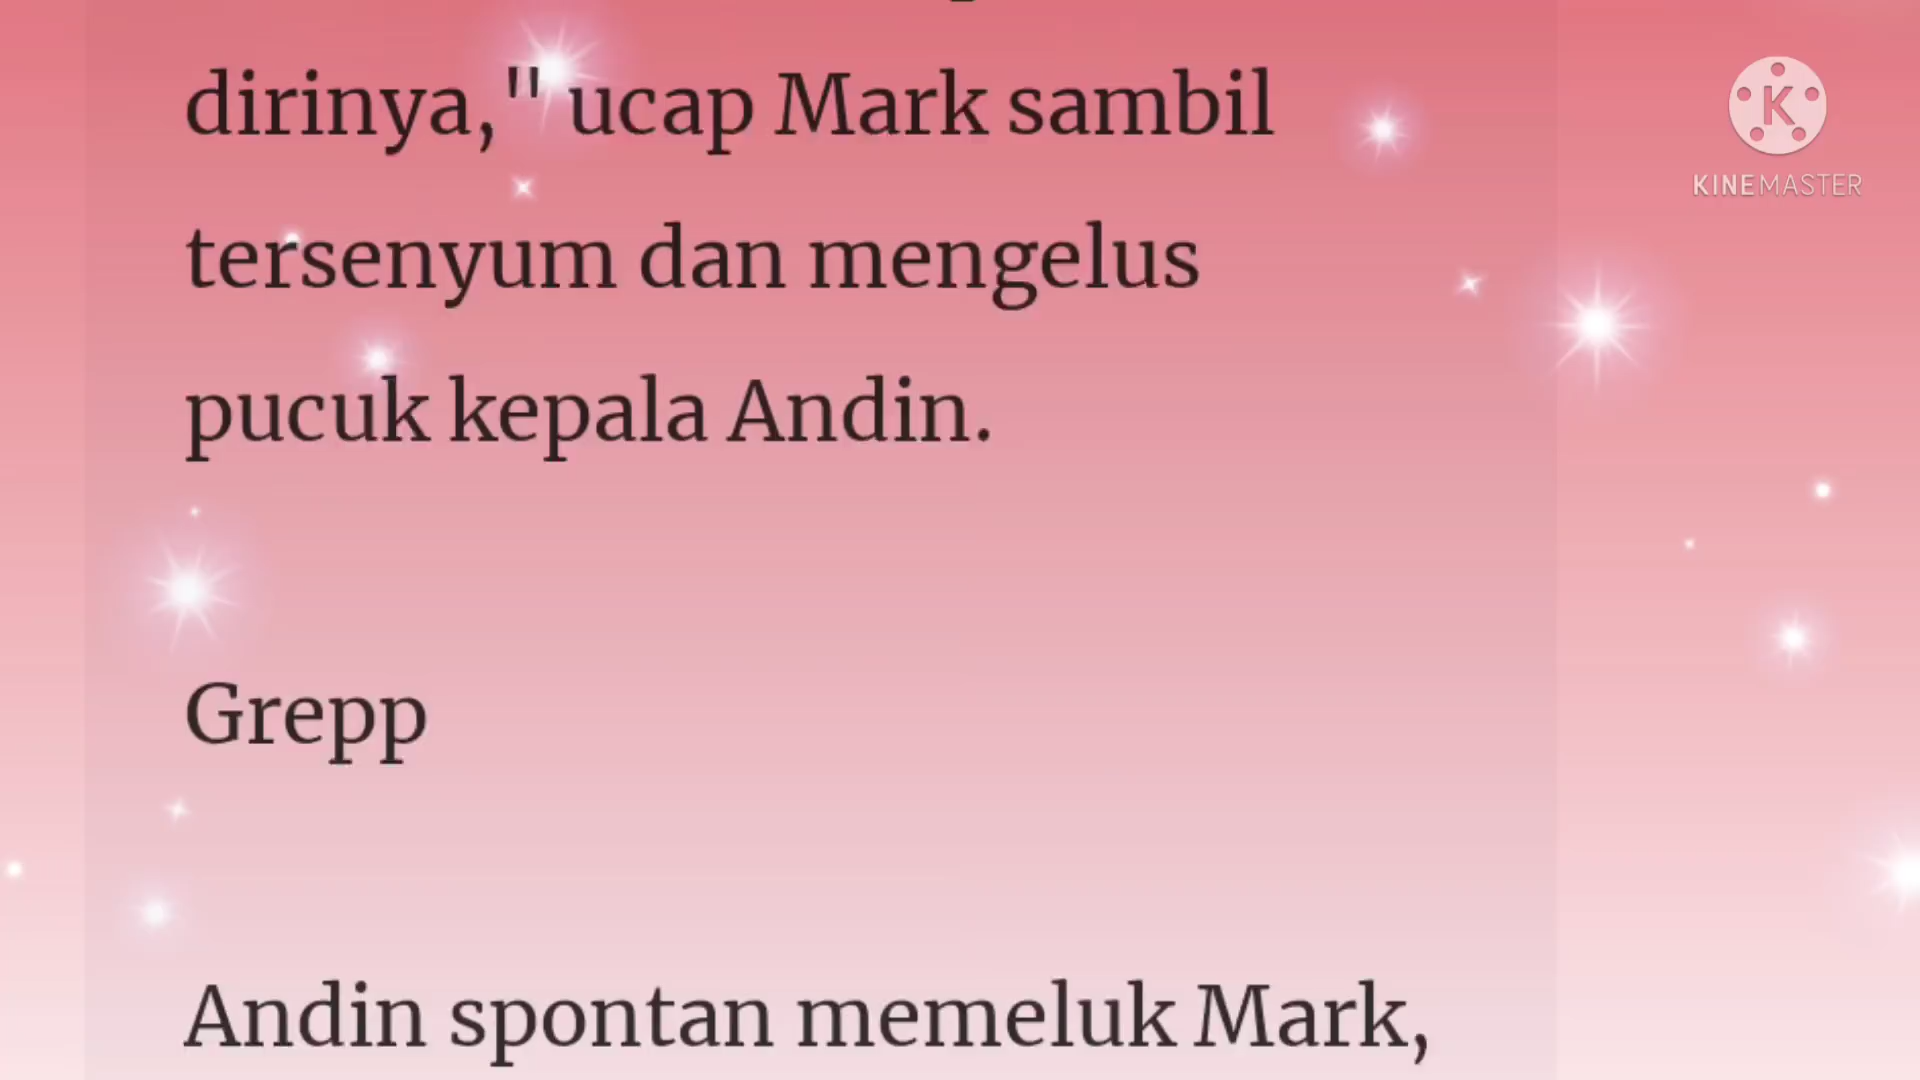 dirinya," ucap Mark sambil
tersenyum dan mengelus
pucuk kepala Andin.
Grepp
Andin spontan memeluk Mark,
KINEMASTER